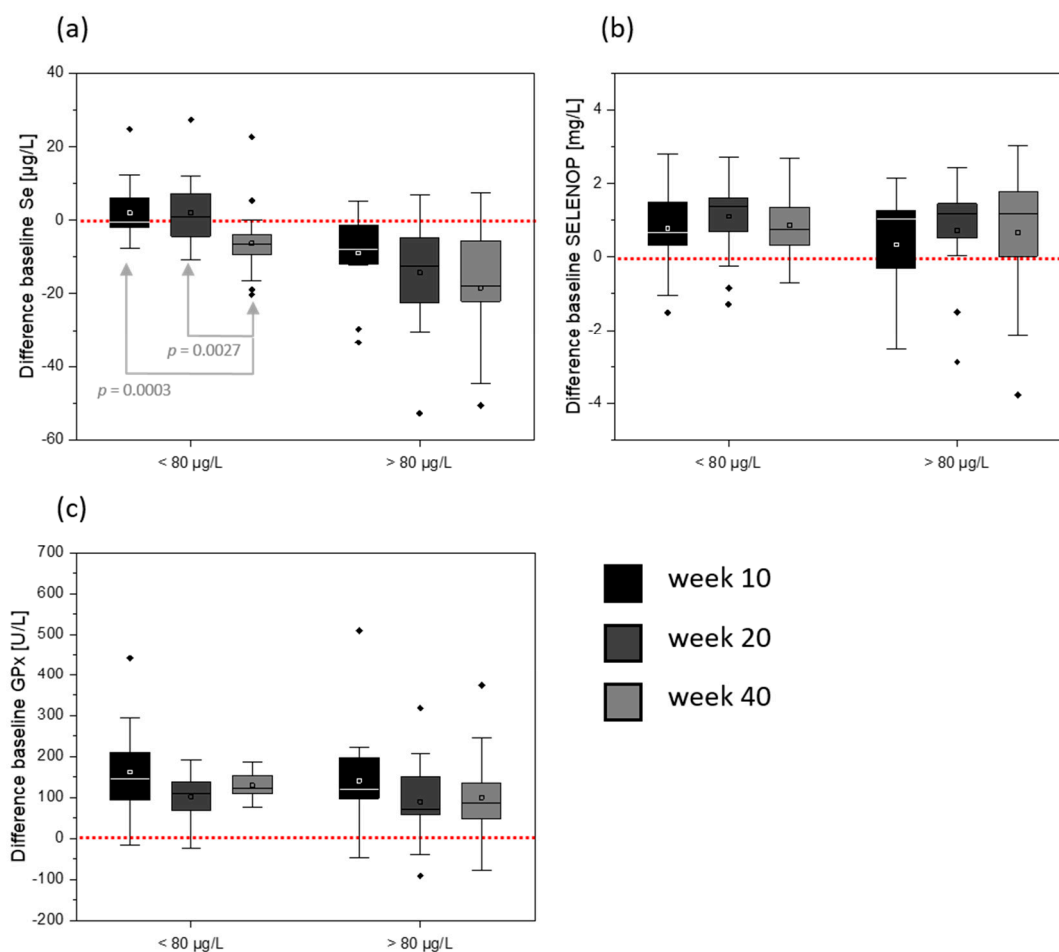 (a)
Difference baseline Se [µg/L]
40
20
0
-20
-40
-60
p = 0.0027
p = 0.0003
< 80 µg/L
> 80 µg/L
(b)
Difference baseline SELENOP [mg/L]
4
2
0
-2
-4
< 80 µg/L
> 80 µg/L
(c)
Difference baseline GPx [U/L]
700
600
500
400
300
200
100
0
-100
-200
< 80 µg/L
> 80 µg/L
week 10
week 20
week 40